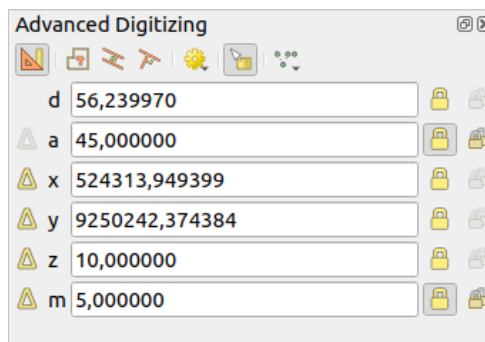 Advanced Digitizing
d 56,239970
a 45,000000
x 524313,949399
y 9250242,374384
z 10,000000
m 5,000000